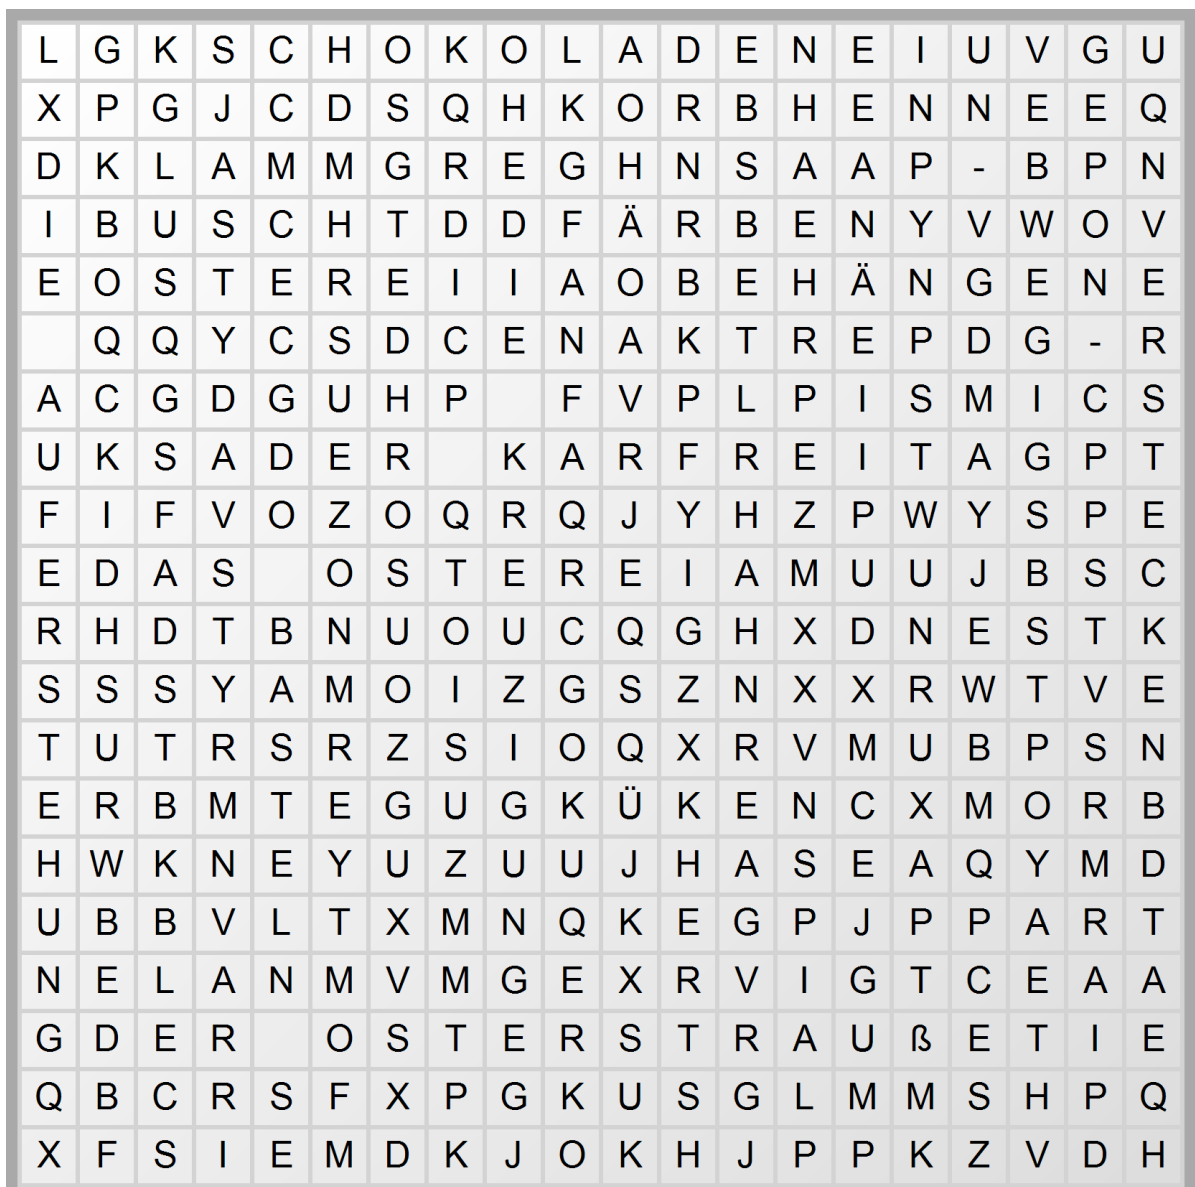 L G K S C H O K O L A D E N E I U V G U
X P G J C D S Q H K O R B H E N N E E Q
D K L A M M G R E G H N S A A P - B P N
I B U S C H T D D F Ä R B E N Y V W O V
E O S T E R E I I A O B E H Ä N G E N E
Q Q Y C S D C E N A K T R E P D G - R
A C G D G U H P F V P L P I S M I C S
U K S A D E R K A R F R E I T A G P T
F I F V O Z O Q R Q J Y H Z P W Y S P E
E D A S O S T E R E I A M U U J B S C
R H D T B N U O U C Q G H X D N E S T K
S S S Y A M O I Z G S Z N X X R W T V E
T U T R S R Z S I O Q X R V M U B P S N
E R B M T E G U G K Ü K E N C X M O R B
H W K N E Y U Z U U J H A S E A Q Y M D
U B B V L T X M N Q K E G P J P P A R T
N E L A N M V M G E X R V I G T C E A A
G D E R O S T E R S T R A U ß E T I E
Q B C R S F X P G K U S G L M M S H P Q
X F S I E M D K J O K H J P P K Z V D H